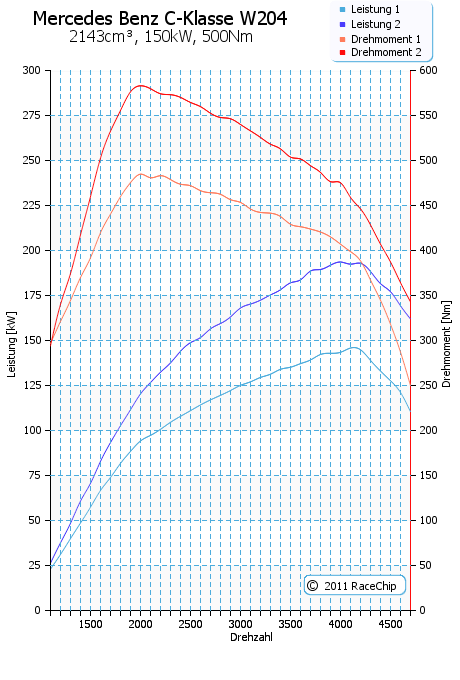 Mercedes Benz C-Klasse W204
2143cm³, 150kW, 500Nm
Leistung 1
Leistung 2
Drehmoment 1
Drehmoment 2
300
275
250
225
200
175
150
125
100
75
50
25
0
Leistung [kW]
600
550
500
450
400
350
300
250
200
150
100
50
0
Drehmoment [Nm]
© 2011 RaceChip
1500 2000 2500 3000 3500 4000 4500
Drehzahl